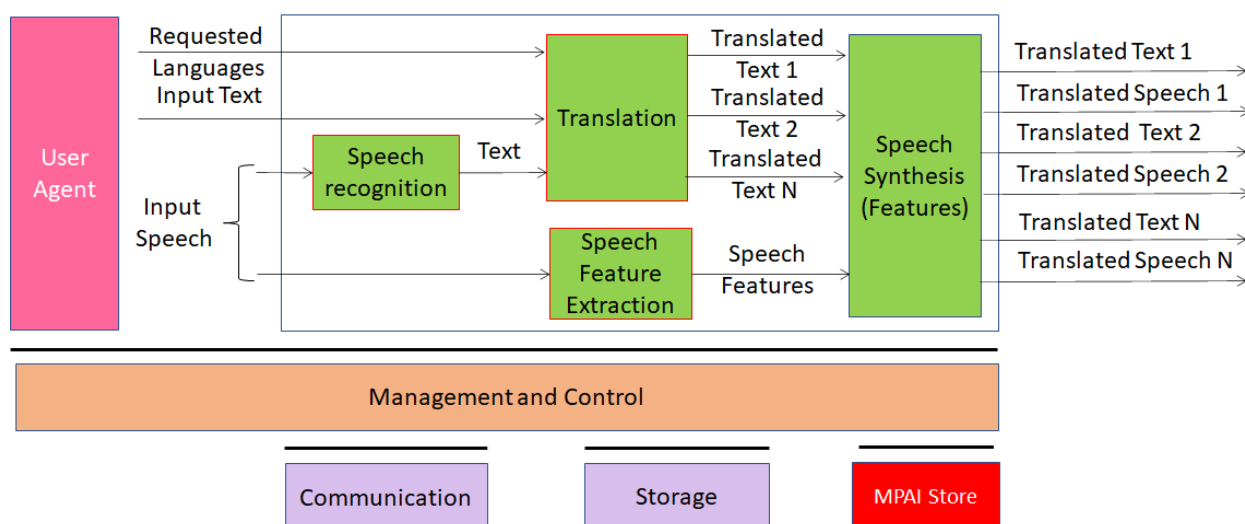 User
Agent
Requested
Languages
Input Text
Input
Speech
Speech
recognition
Text
Translation
Speech
Feature
Extraction
Translated
Text 1
Translated
Text 2
Translated
Text N
Speech
Features
Speech
Synthesis
(Features)
Translated Text 1
Translated Speech 1
Translated Text 2
Translated Speech 2
Translated Text N
Translated Speech N
Management and Control
Communication
Storage
MPAI Store